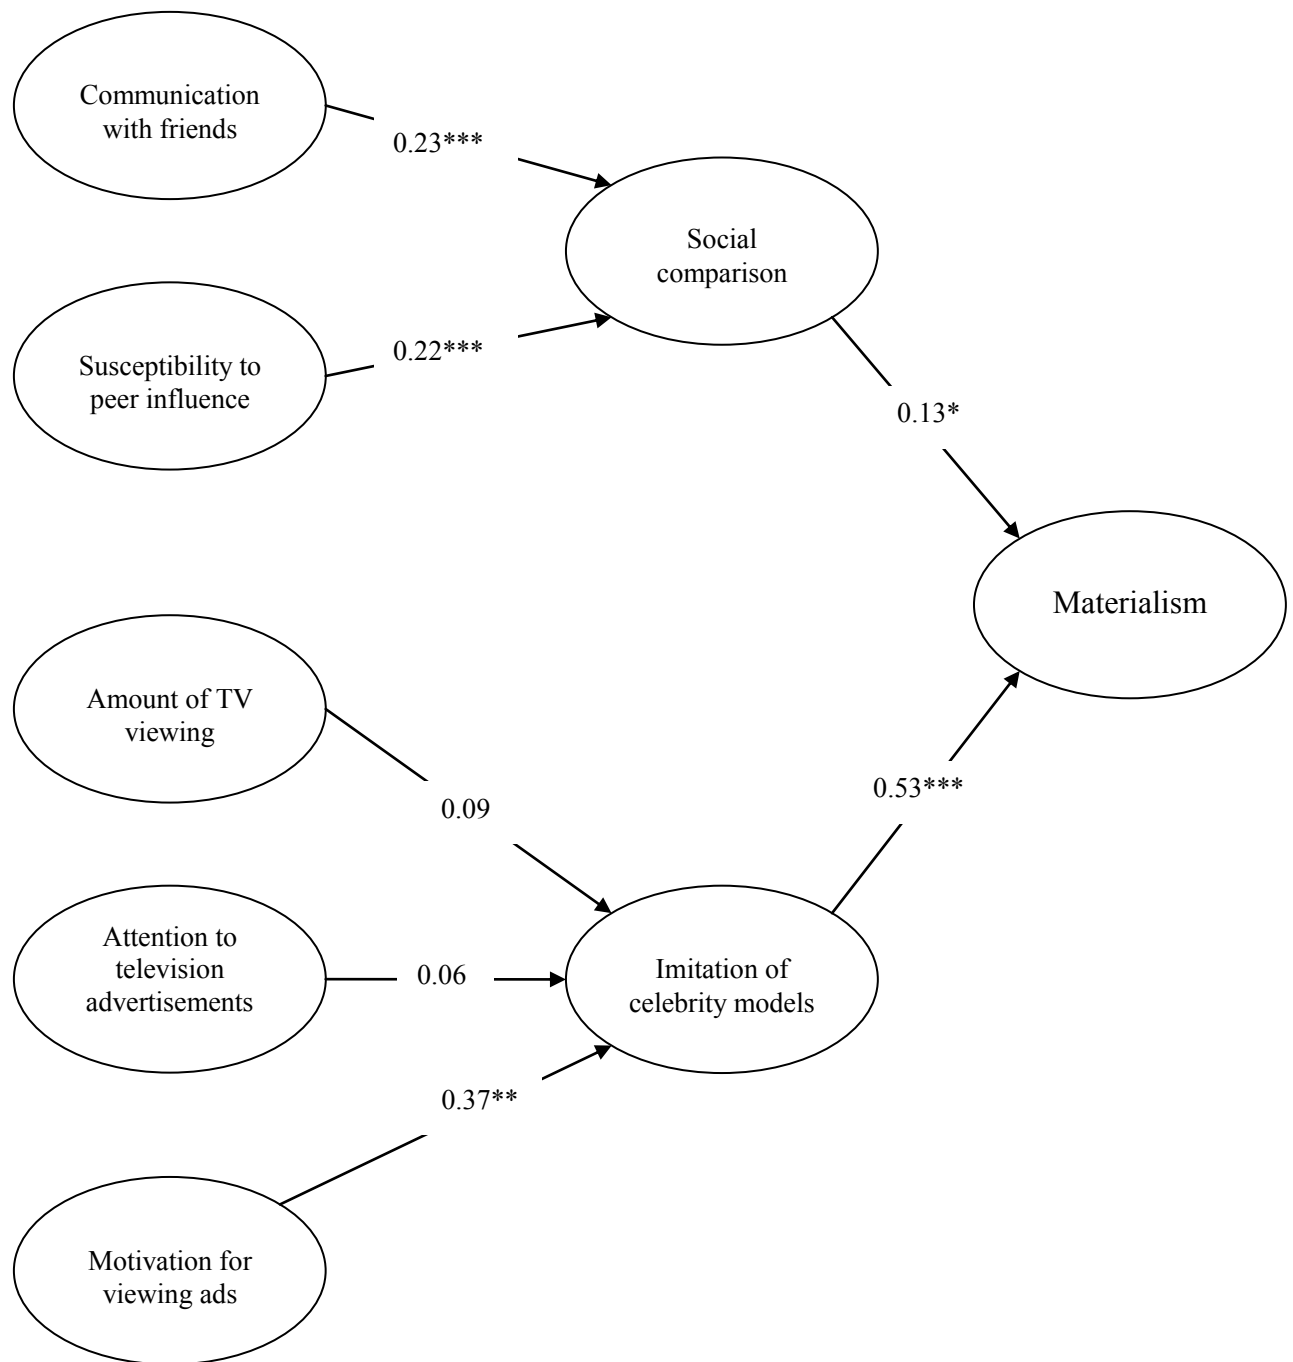 Communication
with friends
0.23***
Social
comparison
Susceptibility to
peer influence
0.22***
0.13*
Materialism
Amount of TV
viewing
0.09
0.53***
Attention to
television
advertisements
0.06
Imitation of
celebrity models
0.37**
Motivation for
viewing ads